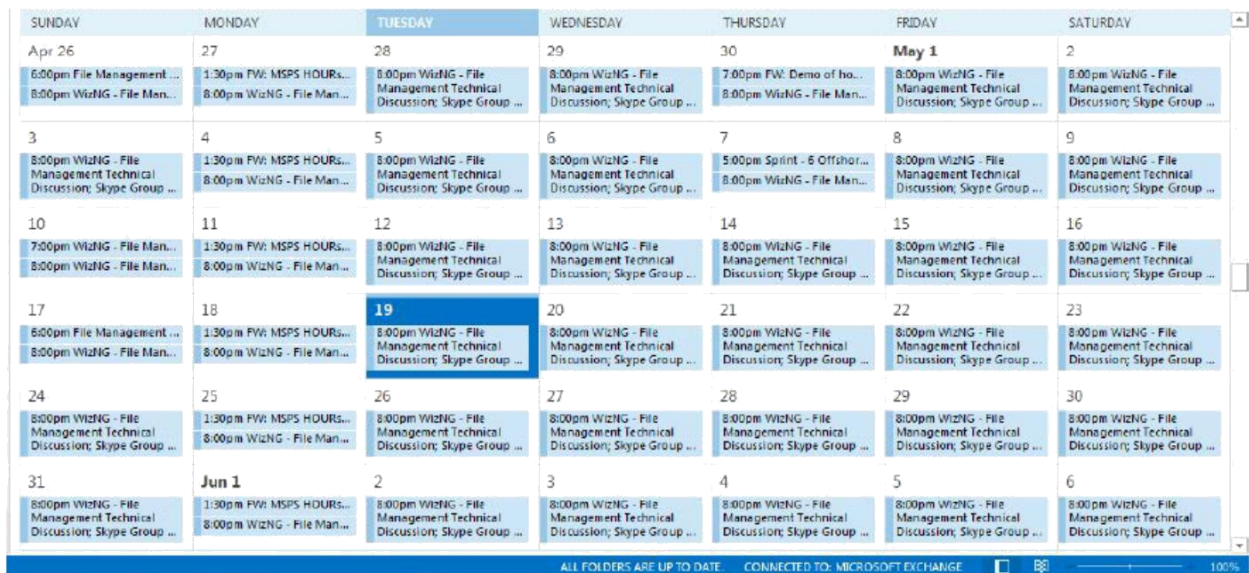 SUNDAY MONDAY TUESDAY WEDNESDAY THURSDAY FRIDAY SATURDAY
Apr 26
6:00pm File Management ...
8:00pm WizNG - File Man...
27
1:30pm FW: MSPS HOURs...
8:00pm WizNG - File Man...
28
8:00pm WizNG - File
Management Technical
Discussion; Skype Group ...
29
8:00pm WizNG - File
Management Technical
Discussion; Skype Group ...
30
7:00pm FW: Demo of ho...
8:00pm WizNG - File Man...
May 1
8:00pm WizNG - File
Management Technical
Discussion; Skype Group ...
2
8:00pm WizNG - File
Management Technical
Discussion; Skype Group ...
3
8:00pm WizNG - File
Management Technical
Discussion; Skype Group ...
4
1:30pm FW: MSPS HOURs...
8:00pm WizNG - File Man...
5
8:00pm WizNG - File
Management Technical
Discussion; Skype Group ...
6
8:00pm WizNG - File
Management Technical
Discussion; Skype Group ...
7
5:00pm Sprint - 6 Offshor...
8:00pm WizNG - File Man...
8
8:00pm WizNG - File
Management Technical
Discussion; Skype Group ...
9
8:00pm WizNG - File
Management Technical
Discussion; Skype Group ...
10
7:00pm WizNG - File Man...
8:00pm WizNG - File Man...
11
1:30pm FW: MSPS HOURs...
8:00pm WizNG - File Man...
12
8:00pm WizNG - File
Management Technical
Discussion; Skype Group ...
13
8:00pm WizNG - File
Management Technical
Discussion; Skype Group ...
14
8:00pm WizNG - File
Management Technical
Discussion; Skype Group ...
15
8:00pm WizNG - File
Management Technical
Discussion; Skype Group ...
16
8:00pm WizNG - File
Management Technical
Discussion; Skype Group ...
17
6:00pm File Management ...
8:00pm WizNG - File Man...
18
1:30pm FW: MSPS HOURs...
8:00pm WizNG - File Man...
19
8:00pm WizNG - File
Management Technical
Discussion; Skype Group ...
20
8:00pm WizNG - File
Management Technical
Discussion; Skype Group ...
21
8:00pm WizNG - File
Management Technical
Discussion; Skype Group ...
22
8:00pm WizNG - File
Management Technical
Discussion; Skype Group ...
23
8:00pm WizNG - File
Management Technical
Discussion; Skype Group ...
24
8:00pm WizNG - File
Management Technical
Discussion; Skype Group ...
25
1:30pm FW: MSPS HOURs...
8:00pm WizNG - File Man...
26
8:00pm WizNG - File
Management Technical
Discussion; Skype Group ...
27
8:00pm WizNG - File
Management Technical
Discussion; Skype Group ...
28
8:00pm WizNG - File
Management Technical
Discussion; Skype Group ...
29
8:00pm WizNG - File
Management Technical
Discussion; Skype Group ...
30
8:00pm WizNG - File
Management Technical
Discussion; Skype Group ...
31
8:00pm WizNG - File
Management Technical
Discussion; Skype Group ...
Jun 1
1:30pm FW: MSPS HOURs...
8:00pm WizNG - File Man...
2
8:00pm WizNG - File
Management Technical
Discussion; Skype Group ...
3
8:00pm WizNG - File
Management Technical
Discussion; Skype Group ...
4
8:00pm WizNG - File
Management Technical
Discussion; Skype Group ...
5
8:00pm WizNG - File
Management Technical
Discussion; Skype Group ...
6
8:00pm WizNG - File
Management Technical
Discussion; Skype Group ...
ALL FOLDERS ARE UP TO DATE. CONNECTED TO: MICROSOFT EXCHANGE 100%